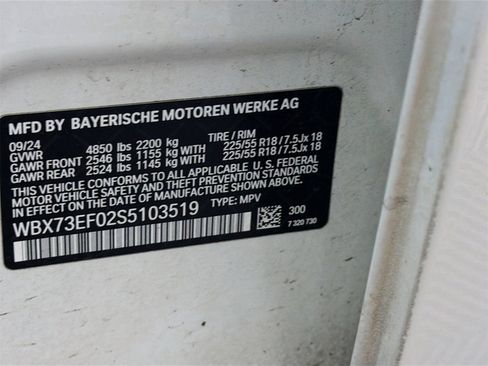 MFD BY BAYERISCHE MOTOREN WERKE AG
09/24 TIRE / RIM
GVWR 4850 lbs 2200 kg
GAWR FRONT 2546 lbs 1155 kg WITH 225/55 R18 / 7.5Jx 18
GAWR REAR 2524 lbs 1145 kg WITH 225/55 R18 / 7.5Jx 18
THIS VEHICLE CONFORMS TO ALL APPLICABLE U.S. FEDERAL
MOTOR VEHICLE SAFETY AND THEFT PREVENTION STANDARDS
IN EFFECT ON THE DATE OF MANUFACTURE SHOWN ABOVE.
WBX73EF02S5103519 TYPE: MPV
300
7 320 730